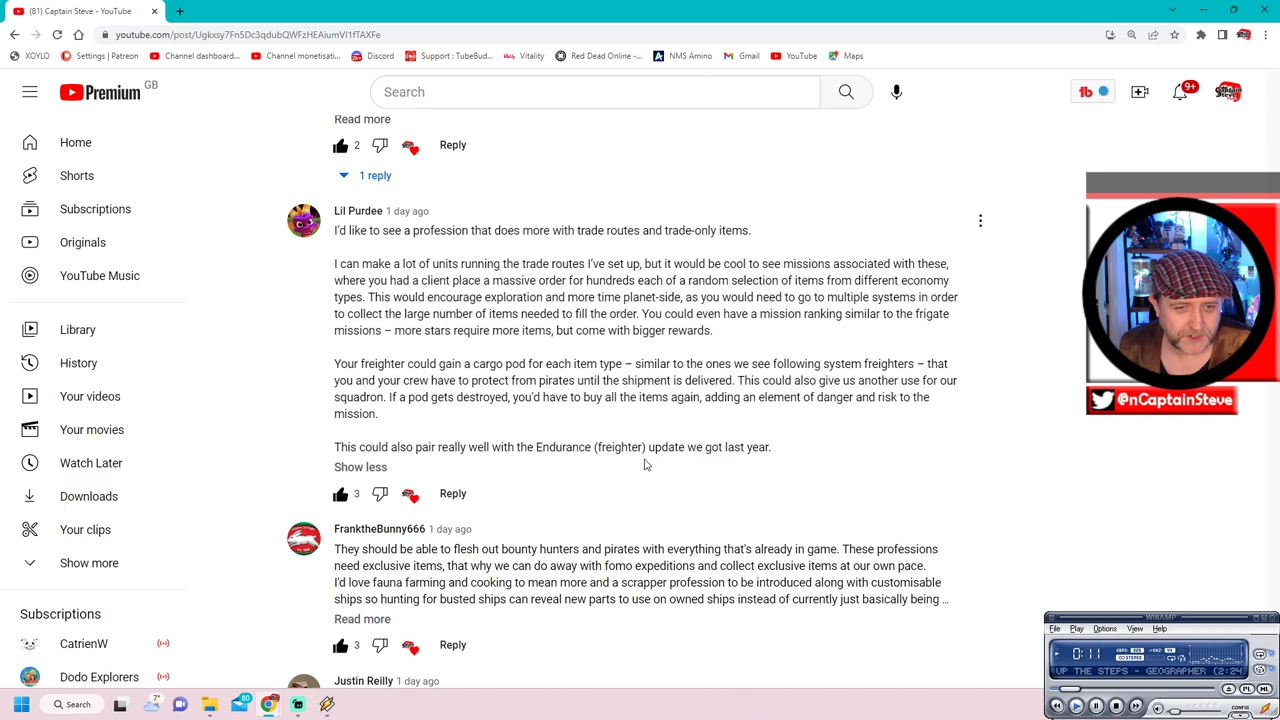 (81) Captain Steve - YouTube
youtube.com/post/Ugkxsy7Fn5Dc3qdubQWFzHEAiumVI1fTAXFe
XOYLO
Settings | Patreon
Channel dashboard...
Channel monetisati...
Discord
Support : TubeBud...
Vitality
Red Dead Online -...
NMS Amino
Gmail
YouTube
Maps
Premium GB
Search
9+
Home
Shorts
Subscriptions
Originals
YouTube Music
Library
History
Your videos
Your movies
Watch Later
Downloads
Your clips
Show more
Subscriptions
CatrienW
Dodo Explorers
Read more
2 Reply
1 reply
Lil Purdee 1 day ago
I'd like to see a profession that does more with trade routes and trade-only items.
I can make a lot of units running the trade routes I've set up, but it would be cool to see missions associated with these,
where you had a client place a massive order for hundreds each of a random selection of items from different economy
types. This would encourage exploration and more time planet-side, as you would need to go to multiple systems in order
to collect the large number of items needed to fill the order. You could even have a mission ranking similar to the frigate
missions – more stars require more items, but come with bigger rewards.
Your freighter could gain a cargo pod for each item type – similar to the ones we see following system freighters – that
you and your crew have to protect from pirates until the shipment is delivered. This could also give us another use for our
squadron. If a pod gets destroyed, you'd have to buy all the items again, adding an element of danger and risk to the
mission.
This could also pair really well with the Endurance (freighter) update we got last year.
Show less
3 Reply
FranktheBunny666 1 day ago
They should be able to flesh out bounty hunters and pirates with everything that's already in game. These professions
need exclusive items, that why we can do away with fomo expeditions and collect exclusive items at our own pace.
I'd love fauna farming and cooking to mean more and a scrapper profession to be introduced along with customisable
ships so hunting for busted ships can reveal new parts to use on owned ships instead of currently just basically being ...
Read more
3 Reply
Justin Reilly 1 day ago
@nCaptainSteve
WINAMP
File Play Options View Help
0:11
UP THE STEPS - GEOGRAPHER (2:24)
PL ML
CONFIG
Search
7°
80